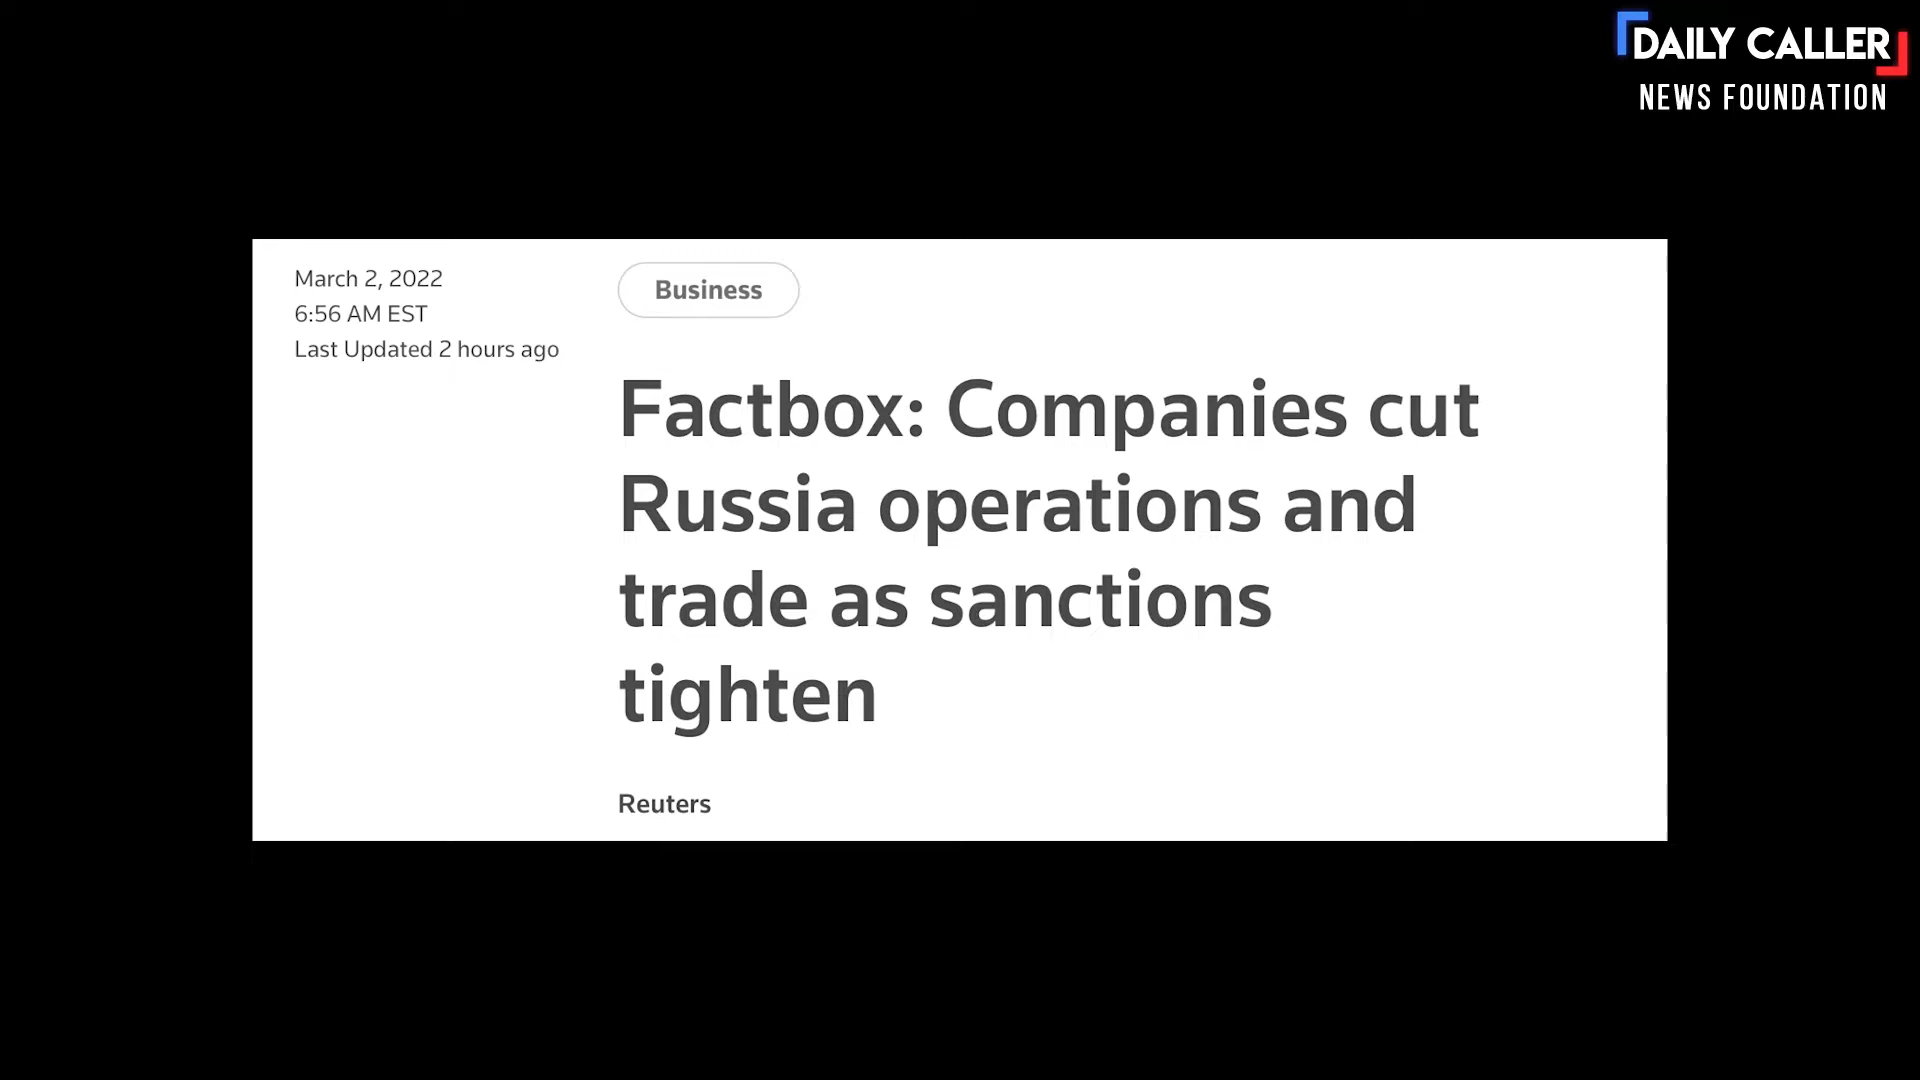 DAILY CALLER
NEWS FOUNDATION
March 2, 2022
6:56 AM EST
Last Updated 2 hours ago
Business
Factbox: Companies cut
Russia operations and
trade as sanctions
tighten
Reuters